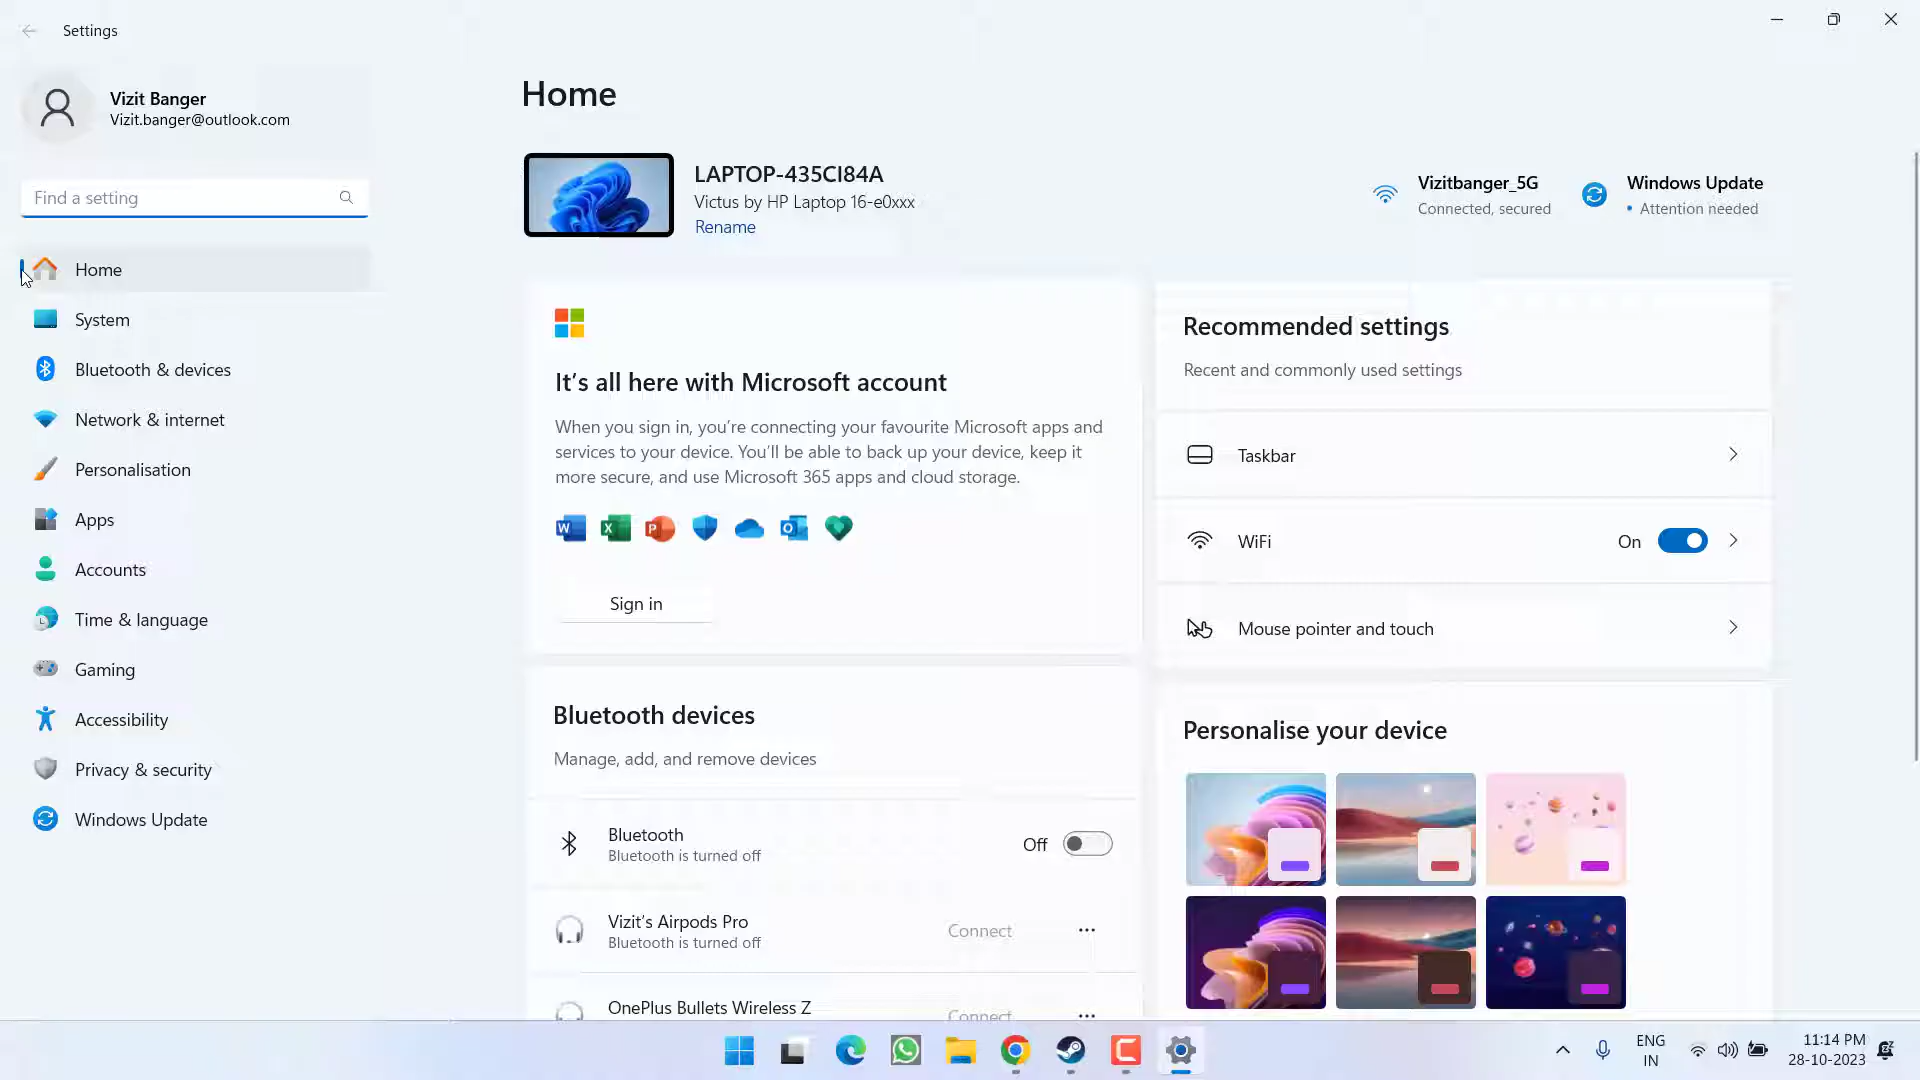 Settings
Vizit Banger
Vizit.banger@outlook.com
Find a setting
Home
System
Bluetooth & devices
Network & internet
Personalisation
Apps
Accounts
Time & language
Gaming
Accessibility
Privacy & security
Windows Update
Home
LAPTOP-435CI84A
Victus by HP Laptop 16-e0xxx
Rename
Vizitbanger_5G
Connected, secured
Windows Update
• Attention needed
It's all here with Microsoft account
When you sign in, you're connecting your favourite Microsoft apps and
services to your device. You'll be able to back up your device, keep it
more secure, and use Microsoft 365 apps and cloud storage.
Sign in
Recommended settings
Recent and commonly used settings
Taskbar
WiFi
On
Mouse pointer and touch
Bluetooth devices
Manage, add, and remove devices
Bluetooth
Bluetooth is turned off
Off
Vizit's Airpods Pro
Bluetooth is turned off
Connect
OnePlus Bullets Wireless Z
Connect
Personalise your device
ENG
IN
11:14 PM
28-10-2023